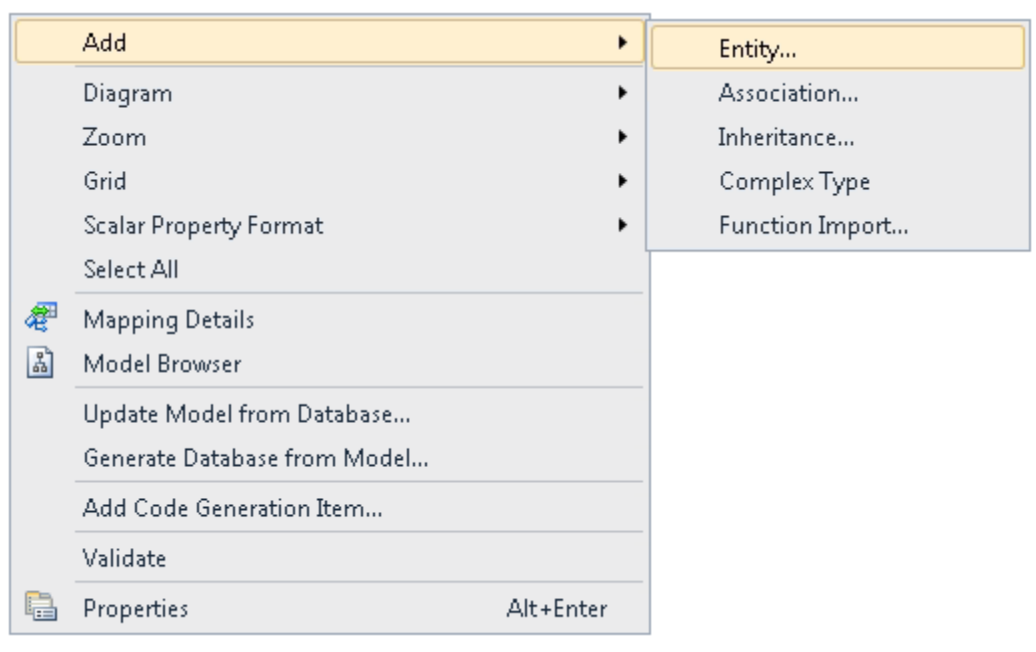 Add
Diagram
Zoom
Grid
Scalar Property Format
Select All
Mapping Details
Model Browser
Update Model from Database...
Generate Database from Model...
Add Code Generation Item...
Validate
Properties Alt+Enter
Entity...
Association...
Inheritance...
Complex Type
Function Import...